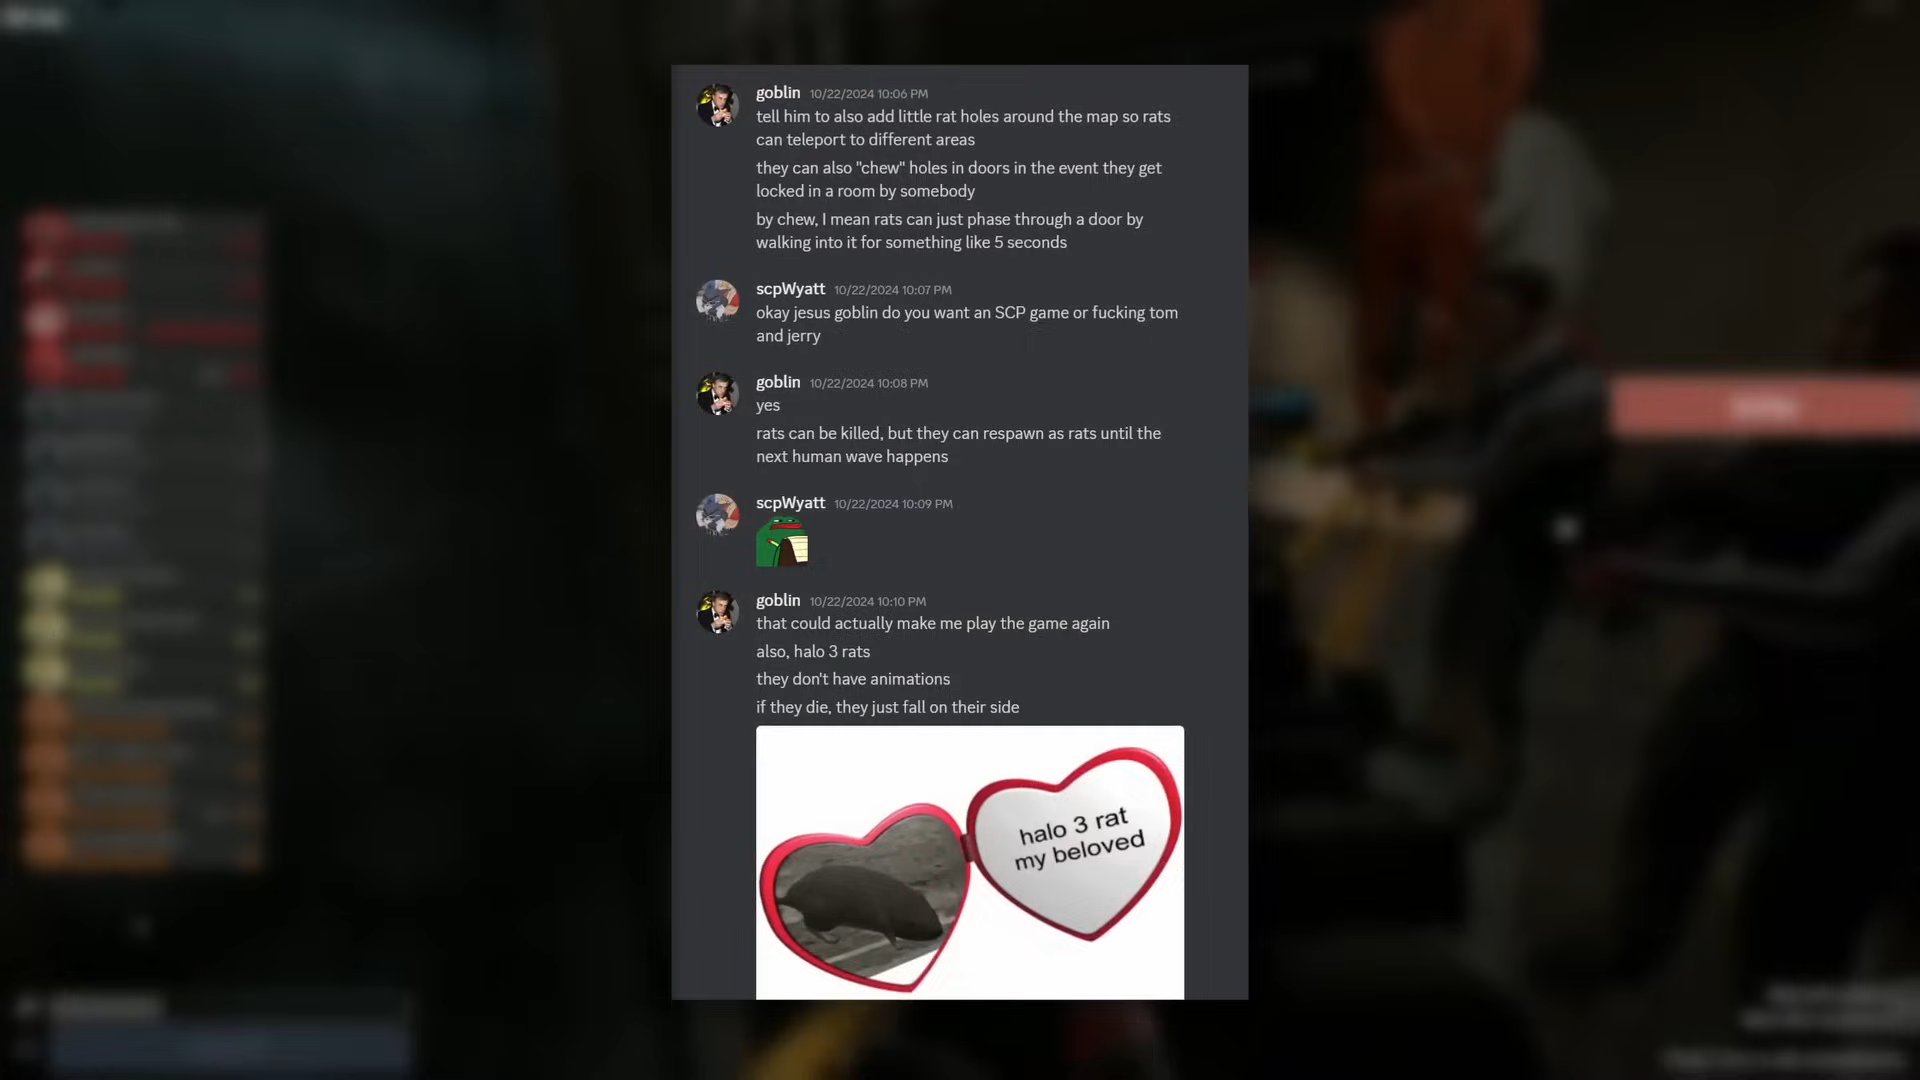 goblin 10/22/2024 10:06 PM
tell him to also add little rat holes around the map so rats
can teleport to different areas
they can also "chew" holes in doors in the event they get
locked in a room by somebody
by chew, I mean rats can just phase through a door by
walking into it for something like 5 seconds
scpWyatt 10/22/2024 10:07 PM
okay jesus goblin do you want an SCP game or fucking tom
and jerry
goblin 10/22/2024 10:08 PM
yes
rats can be killed, but they can respawn as rats until the
next human wave happens
scpWyatt 10/22/2024 10:09 PM
goblin 10/22/2024 10:10 PM
that could actually make me play the game again
also, halo 3 rats
they don't have animations
if they die, they just fall on their side
halo 3 rat
my beloved